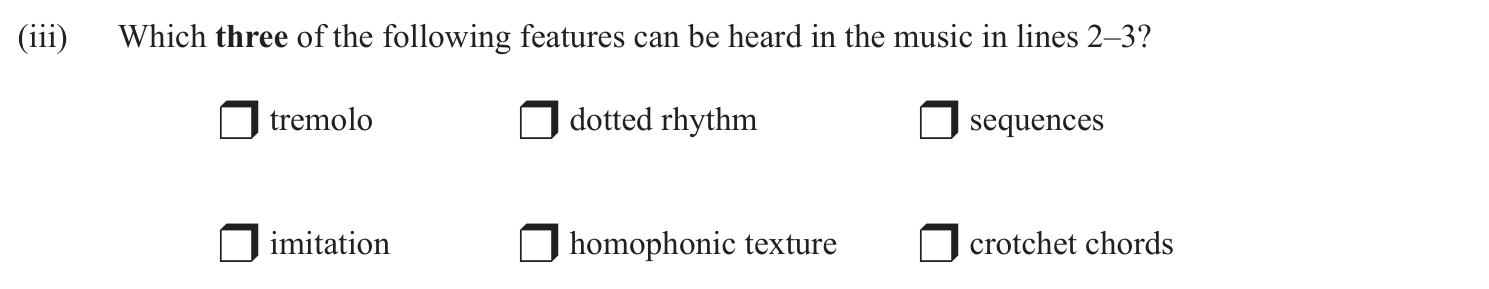 (iii) Which three of the following features can be heard in the music in lines 2–3?
tremolo dotted rhythm sequences
imitation homophonic texture crotchet chords